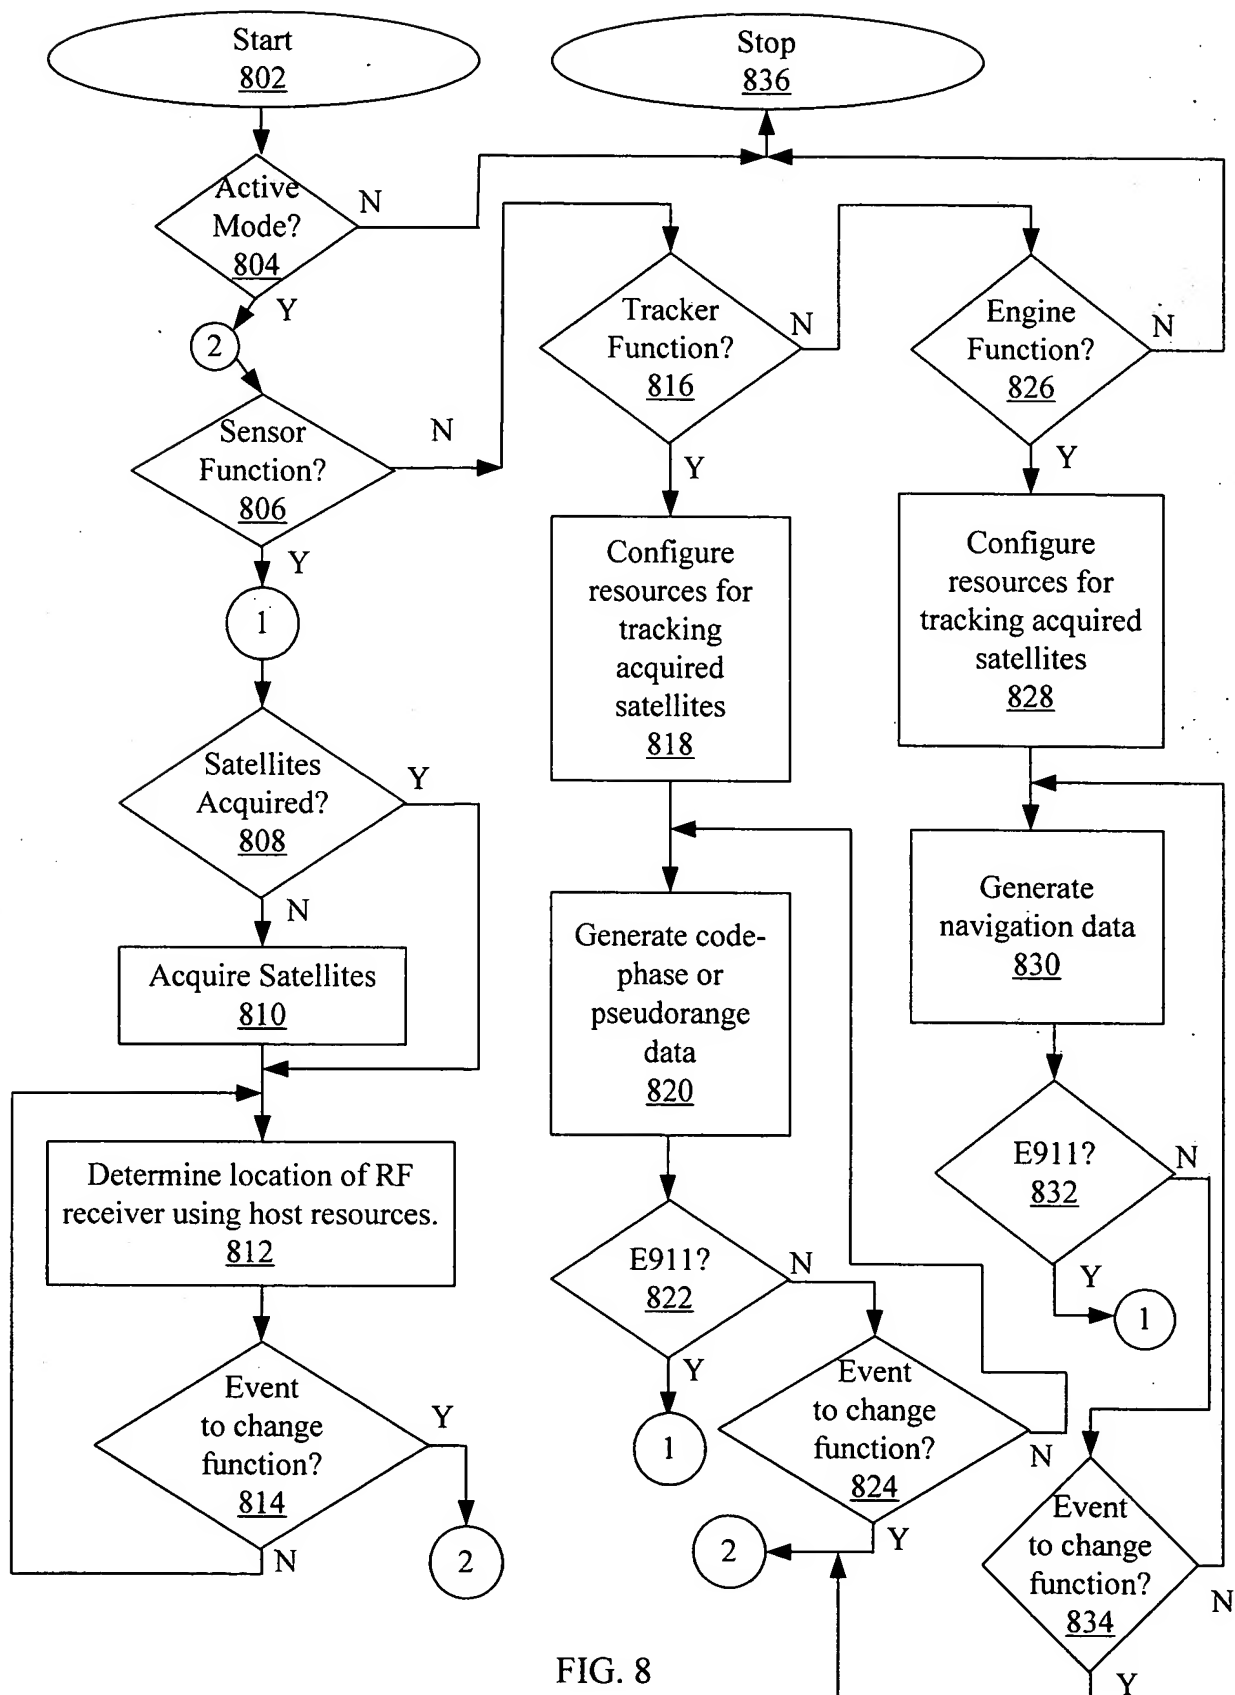 Start
802
Stop
836
Active
Mode?
804
N
Y
2
Sensor
Function?
806
N
Y
1
Satellites
Acquired?
808
Y
N
Acquire Satellites
810
Determine location of RF
receiver using host resources.
812
Event
to change
function?
814
Y
N
2
Tracker
Function?
816
N
Y
Configure
resources for
tracking
acquired
satellites
818
Generate code-
phase or
pseudorange
data
820
E911?
822
N
Y
1
Event
to change
function?
824
N
Y
2
Engine
Function?
826
N
Y
Configure
resources for
tracking acquired
satellites
828
Generate
navigation data
830
E911?
832
N
Y
1
Event
to change
function?
834
N
Y
FIG. 8